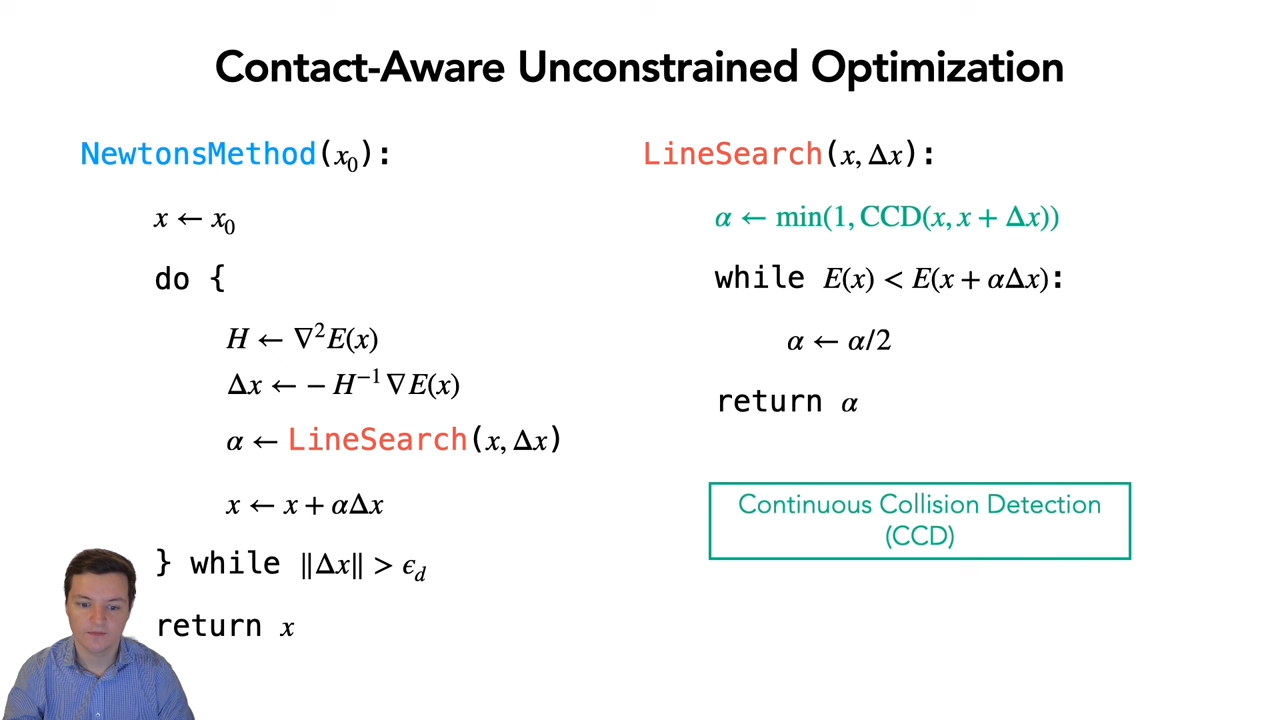 Contact-Aware Unconstrained Optimization
NewtonsMethod(x₀):
x ← x₀
do {
H ← ∇²E(x)
Δx ← − H⁻¹ ∇E(x)
α ← LineSearch(x, Δx)
x ← x + αΔx
} while ‖Δx‖ > ϵ_d
return x
LineSearch(x, Δx):
α ← min(1, CCD(x, x + Δx))
while E(x) < E(x + αΔx):
α ← α/2
return α
Continuous Collision Detection
(CCD)